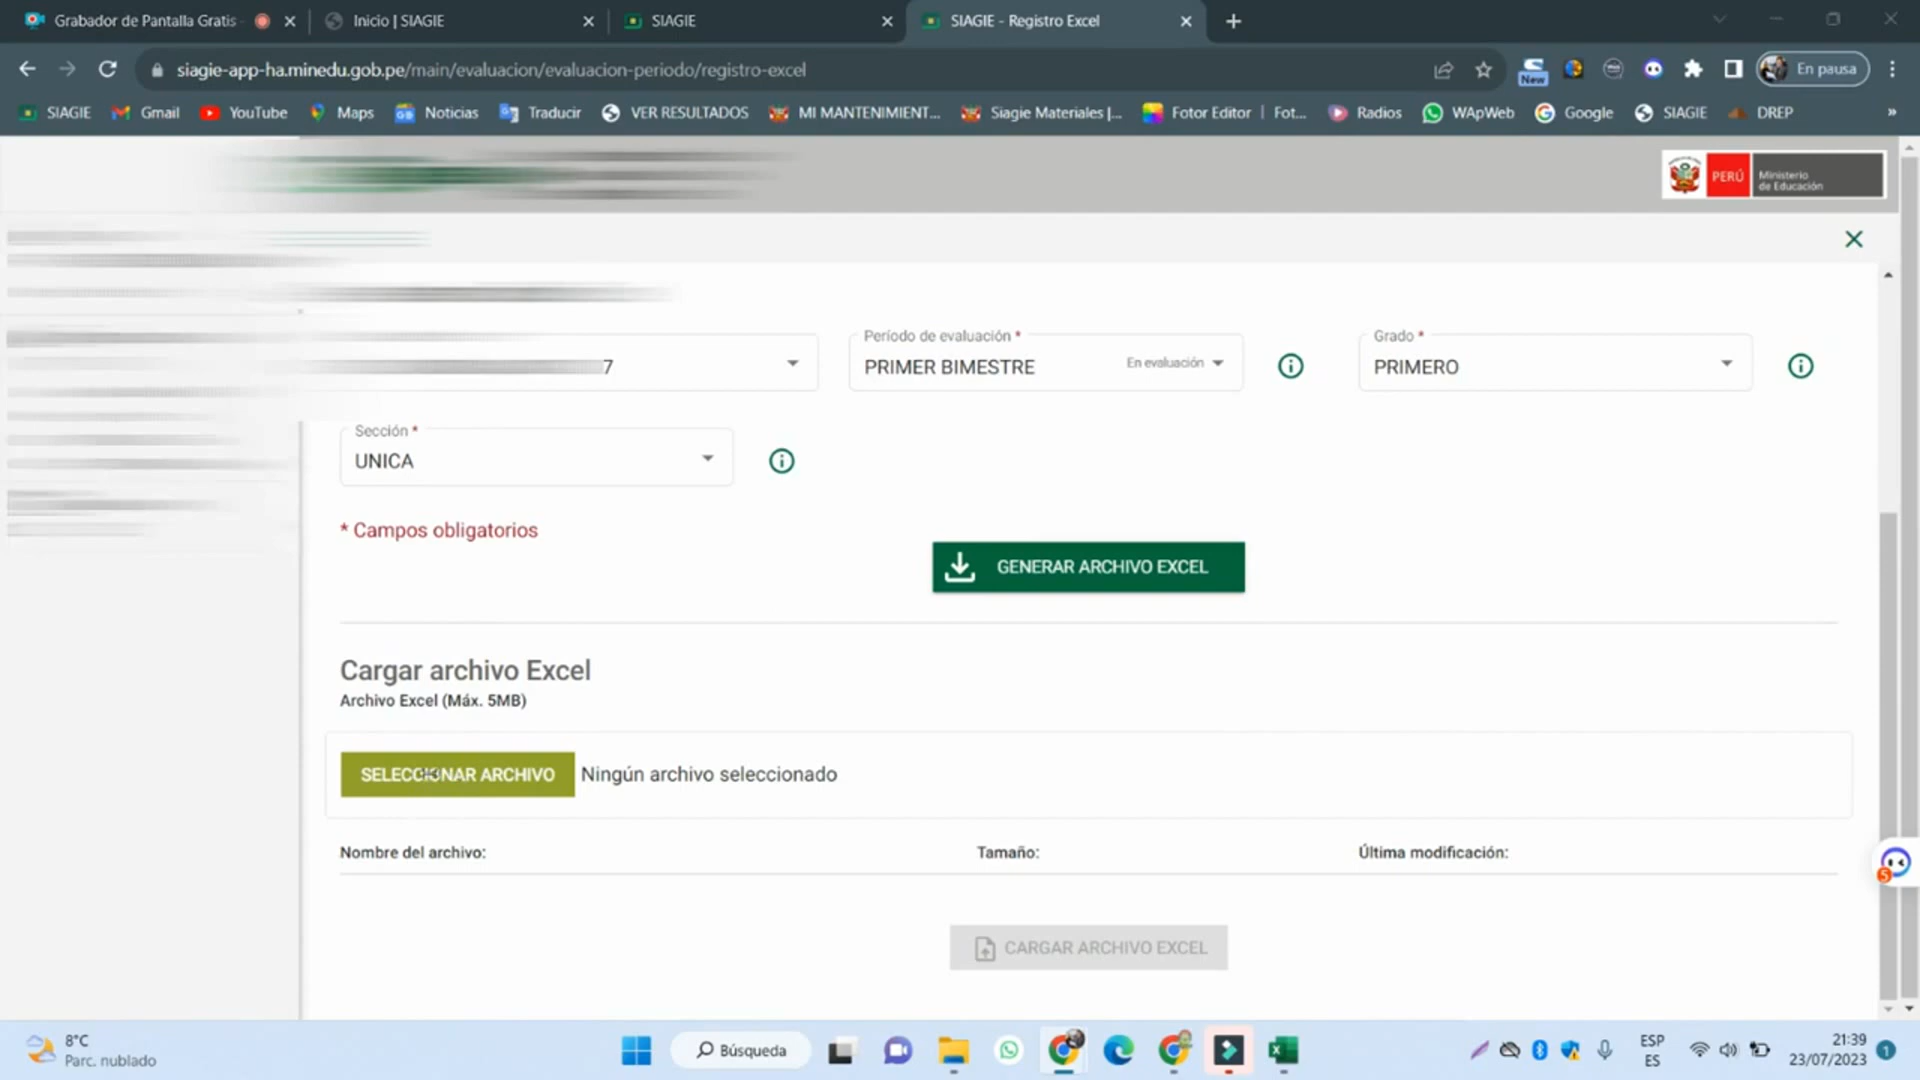 Grabador de Pantalla Gratis
Inicio | SIAGIE
SIAGIE
SIAGIE - Registro Excel
siagie-app-ha.minedu.gob.pe/main/evaluacion/evaluacion-periodo/registro-excel
New
En pausa
SIAGIE
Gmail
YouTube
Maps
Noticias
Traducir
VER RESULTADOS
MI MANTENIMIENT...
Siagie Materiales |...
Fotor Editor | Fot...
Radios
WApWeb
Google
SIAGIE
DREP
»
PERÚ
Ministerio
de Educación
7
Período de evaluación *
PRIMER BIMESTRE
En evaluación
Grado *
PRIMERO
Sección *
UNICA
* Campos obligatorios
GENERAR ARCHIVO EXCEL
Cargar archivo Excel
Archivo Excel (Máx. 5MB)
SELECCIONAR ARCHIVO
Ningún archivo seleccionado
Nombre del archivo:
Tamaño:
Última modificación:
5
CARGAR ARCHIVO EXCEL
8°C
Parc. nublado
Búsqueda
ESP
ES
21:39
23/07/2023
1